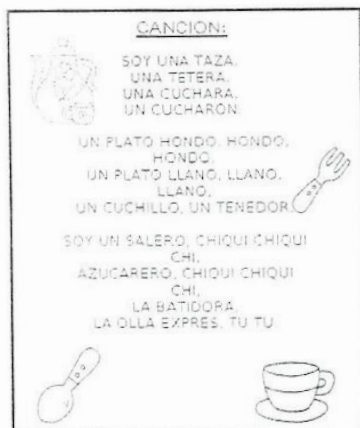 CANCION:
SOY UNA TAZA,
UNA TETERA,
UNA CUCHARA,
UN CUCHARON.
UN PLATO HONDO, HONDO,
HONDO,
UN PLATO LLANO, LLANO,
LLANO,
UN CUCHILLO, UN TENEDOR.
SOY UN SALERO, CHIQUI CHIQUI
CHI,
AZUCARERO, CHIQUI CHIQUI
CHI,
LA BATIDORA,
LA OLLA EXPRES, TU TU.